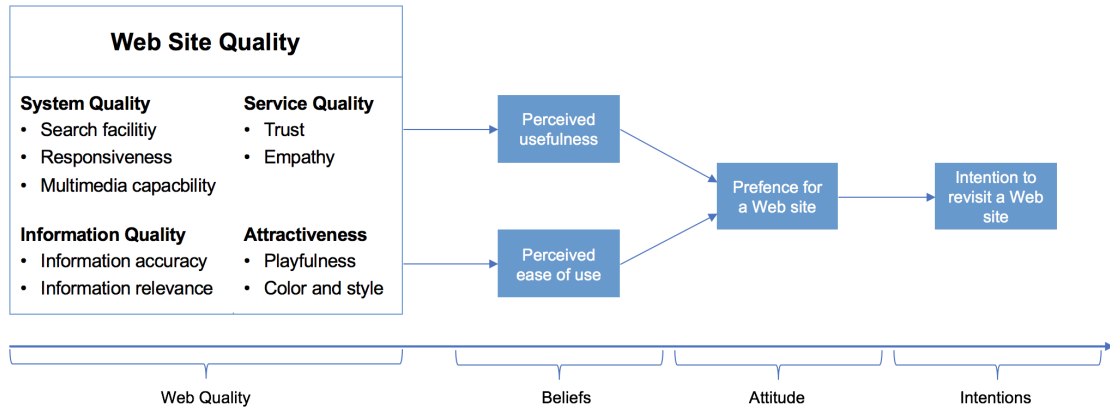 Web Site Quality
System Quality
• Search facilitiy
• Responsiveness
• Multimedia capacbility
Service Quality
• Trust
• Empathy
Information Quality
• Information accuracy
• Information relevance
Attractiveness
• Playfulness
• Color and style
Perceived
usefulness
Perceived
ease of use
Prefence for
a Web site
Intention to
revisit a Web
site
Web Quality
Beliefs
Attitude
Intentions